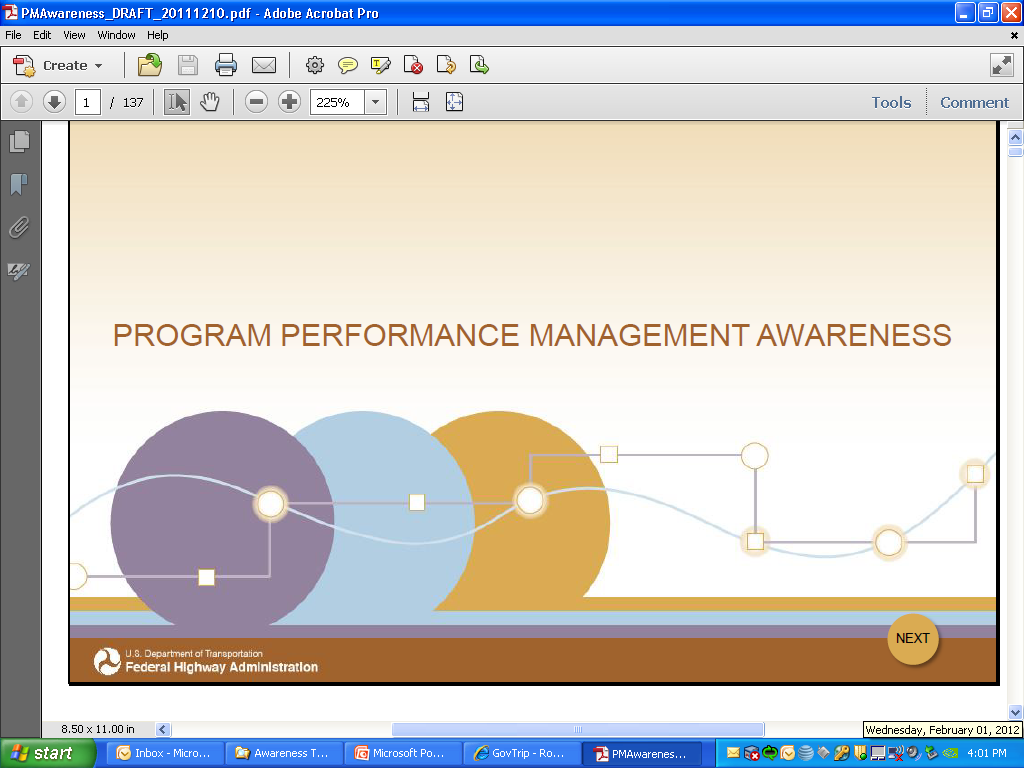 PMAwareness_DRAFT_20111210.pdf - Adobe Acrobat Pro
File Edit View Window Help
Create
1 / 137
225%
Tools
Comment
PROGRAM PERFORMANCE MANAGEMENT AWARENESS
NEXT
U.S. Department of Transportation
Federal Highway Administration
8.50 x 11.00 in
Wednesday, February 01, 2012
start
Inbox - Micro...
Awareness T...
Microsoft Po...
GovTrip - Ro...
PMAwarenes...
4:01 PM